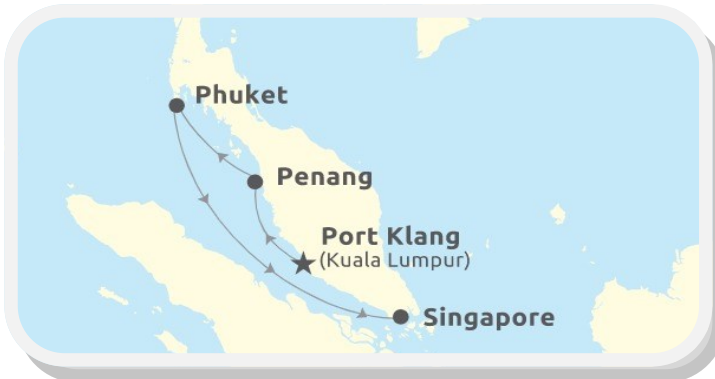 Phuket
Penang
Port Klang
(Kuala Lumpur)
Singapore